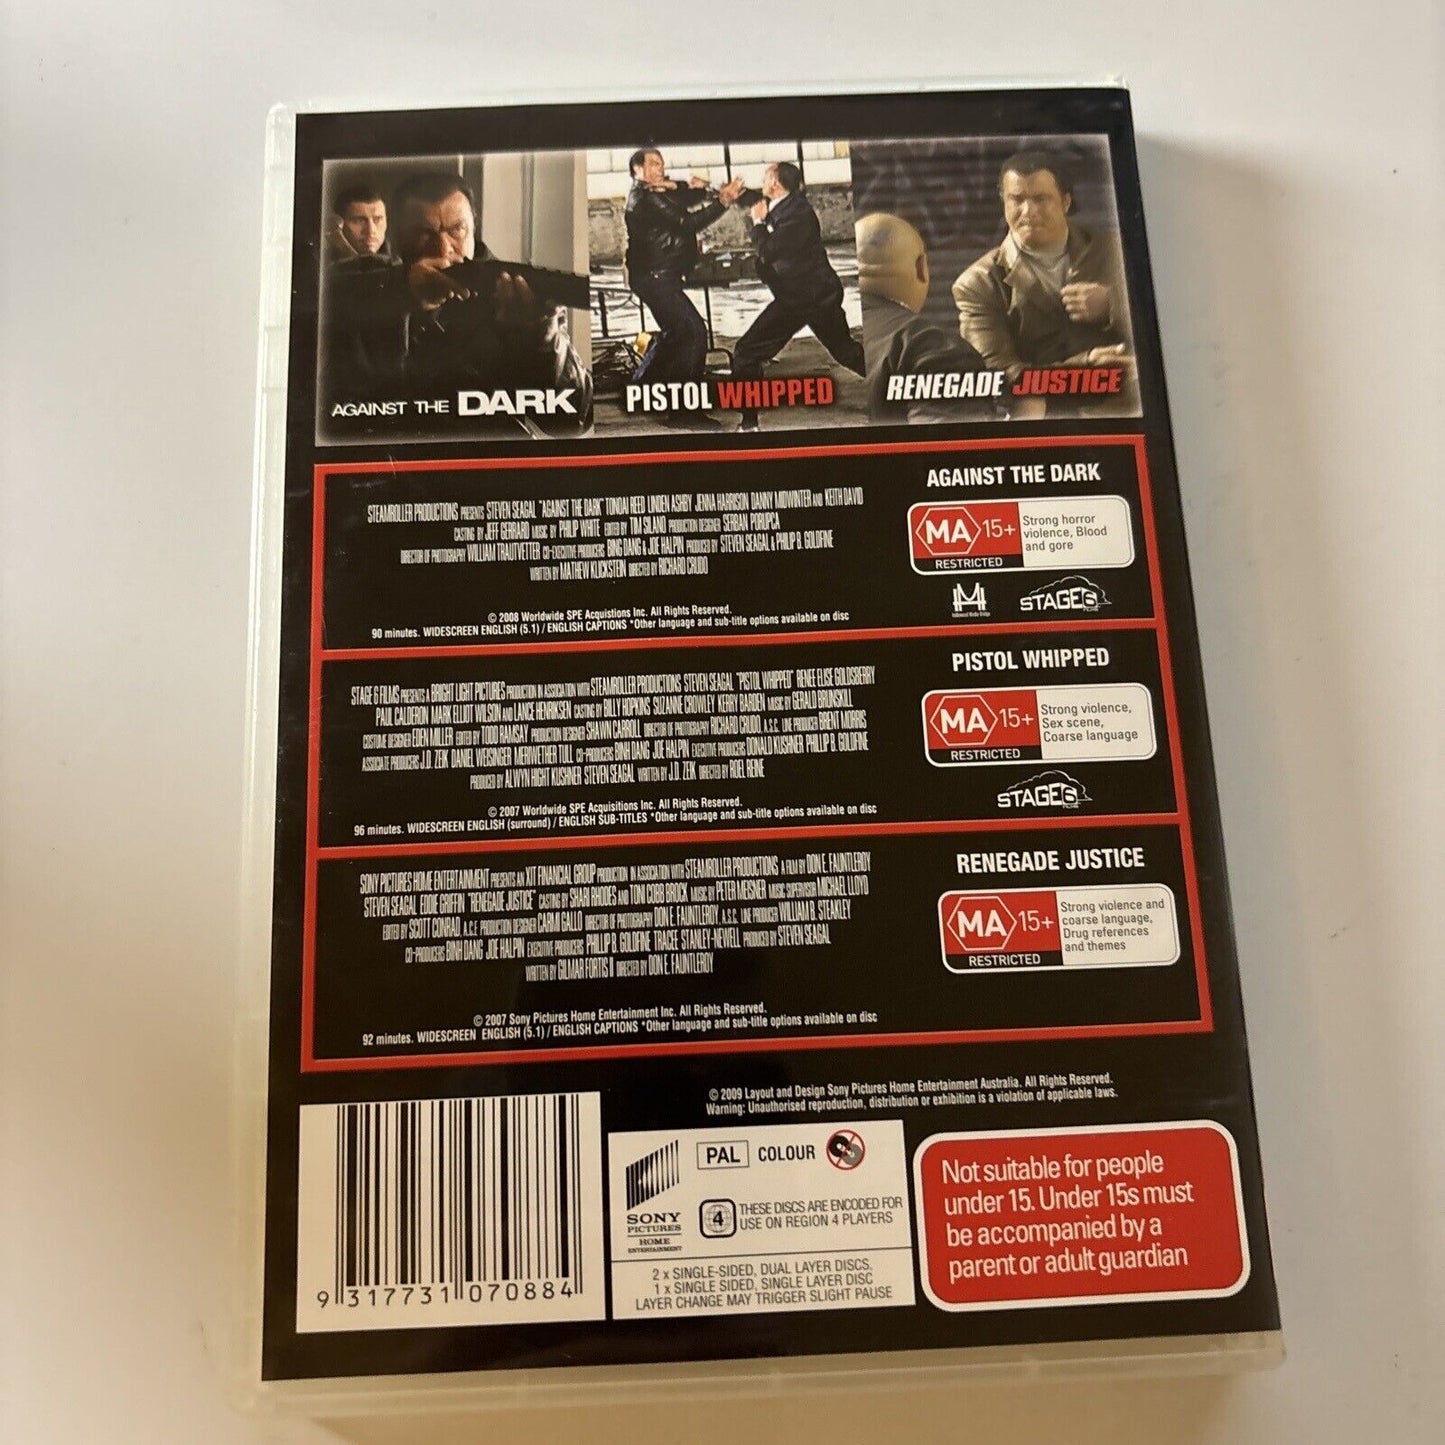 AGAINST THE DARK
PISTOL WHIPPED
RENEGADE JUSTICE
STEAMROLLER PRODUCTIONS PRESENTS STEVEN SEAGAL "AGAINST THE DARK" TONOAI REED LINDEN ASHBY JENNA HARRISON DANNY MIDWINTER AND KEITH DAVID
CASTING BY JEFF GERRARD MUSIC BY PHILIP WHITE EDITED BY TIM SILANO PRODUCTION DESIGNER SERBAN PORUPCA
DIRECTOR OF PHOTOGRAPHY WILLIAM TRAUTVETTER CO-EXECUTIVE PRODUCERS BING DANG & JOE HALPIN PRODUCED BY STEVEN SEAGAL & PHILIP B. GOLDFINE
WRITTEN BY MATHEW KLICKSTEIN DIRECTED BY RICHARD CRUDO
© 2008 Worldwide SPE Acquistions Inc. All Rights Reserved.
90 minutes. WIDESCREEN ENGLISH (5.1) / ENGLISH CAPTIONS *Other language and sub-title options available on disc
AGAINST THE DARK
MA 15+
RESTRICTED
Strong horror
violence, Blood
and gore
Hollywood Media Bridge
STAGE6
FILMS
STAGE 6 FILMS PRESENTS A BRIGHT LIGHT PICTURES PRODUCTION IN ASSOCIATION WITH STEAMROLLER PRODUCTIONS STEVEN SEAGAL "PISTOL WHIPPED" RENEE ELISE GOLDSBERRY
PAUL CALDERON MARK ELLIOT WILSON AND LANCE HENRIKSEN CASTING BY BILLY HOPKINS SUZANNE CROWLEY KERRY BARDEN MUSIC BY GERALD BRUNSKILL
COSTUME DESIGNER EDEN MILLER EDITED BY TODD RAMSAY PRODUCTION DESIGNER SHAWN CARROLL DIRECTOR OF PHOTOGRAPHY RICHARD CRUDO, A.S.C. LINE PRODUCER BRENT MORRIS
ASSOCIATE PRODUCERS J.D. ZEIK DANIEL WEISINGER MERIWETHER TULL CO-PRODUCERS BINH DANG JOE HALPIN EXECUTIVE PRODUCERS DONALD KUSHNER PHILLIP B. GOLDFINE
PRODUCED BY ALWYN HIGHT KUSHNER STEVEN SEAGAL WRITTEN BY J.D. ZEIK DIRECTED BY ROEL REINE
© 2007 Worldwide SPE Acquisitions Inc. All Rights Reserved.
96 minutes. WIDESCREEN ENGLISH (surround) / ENGLISH SUB-TITLES *Other language and sub-title options available on disc
PISTOL WHIPPED
MA 15+
RESTRICTED
Strong violence,
Sex scene,
Coarse language
STAGE6
FILMS
SONY PICTURES HOME ENTERTAINMENT PRESENTS AN XIT FINANCIAL GROUP PRODUCTION IN ASSOCIATION WITH STEAMROLLER PRODUCTIONS A FILM BY DON E. FAUNTLEROY
STEVEN SEAGAL EDDIE GRIFFIN "RENEGADE JUSTICE" CASTING BY SHARI RHODES AND TONI COBB BROCK MUSIC BY PETER MEISNER MUSIC SUPERVISION MICHAEL LLOYD
EDITED BY SCOTT CONRAD, A.C.E. PRODUCTION DESIGNER CARMI GALLO DIRECTOR OF PHOTOGRAPHY DON E. FAUNTLEROY, A.S.C. LINE PRODUCER WILLIAM B. STEAKLEY
CO-PRODUCERS BINH DANG JOE HALPIN EXECUTIVE PRODUCERS PHILLIP B. GOLDFINE TRACEE STANLEY-NEWELL PRODUCED BY STEVEN SEAGAL
WRITTEN BY GILMAR FORTIS II DIRECTED BY DON E. FAUNTLEROY
© 2007 Sony Pictures Home Entertainment Inc. All Rights Reserved.
92 minutes. WIDESCREEN ENGLISH (5.1) / ENGLISH CAPTIONS *Other language and sub-title options available on disc
RENEGADE JUSTICE
MA 15+
RESTRICTED
Strong violence and
coarse language,
Drug references
and themes
© 2009 Layout and Design Sony Pictures Home Entertainment Australia. All Rights Reserved.
Warning: Unauthorised reproduction, distribution or exhibition is a violation of applicable laws.
9 317731 070884
SONY
PICTURES
HOME
ENTERTAINMENT
PAL COLOUR
4 THESE DISCS ARE ENCODED FOR
USE ON REGION 4 PLAYERS
2 x SINGLE-SIDED, DUAL LAYER DISCS.
1 x SINGLE SIDED, SINGLE LAYER DISC
LAYER CHANGE MAY TRIGGER SLIGHT PAUSE
Not suitable for people
under 15. Under 15s must
be accompanied by a
parent or adult guardian